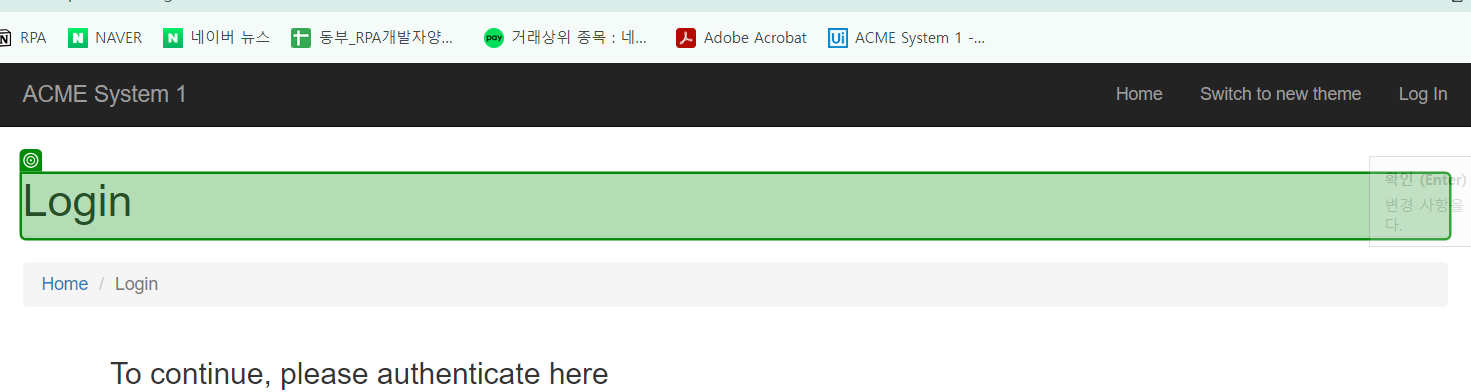 RPA NAVER 네이버 뉴스 동부_RPA개발자양... 거래상위 종목 : 네... Adobe Acrobat ACME System 1 -...
ACME System 1 Home Switch to new theme Log In
Login
확인 (Enter)
변경 사항을
다.
Home / Login
To continue, please authenticate here